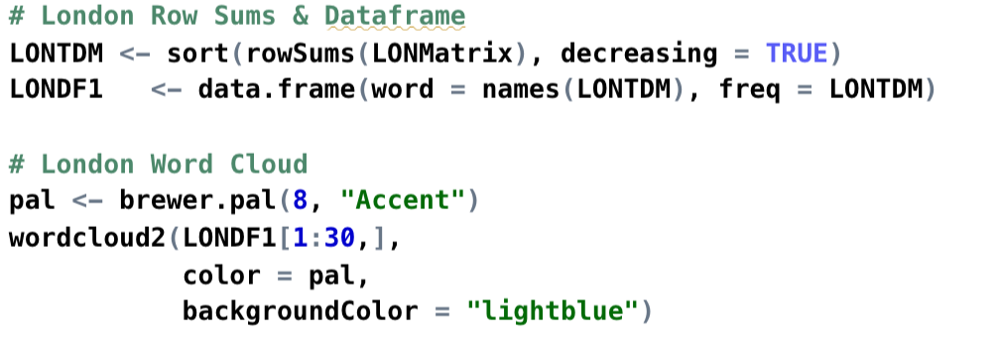 # London Row Sums & Dataframe
LONTDM <- sort(rowSums(LONMatrix), decreasing = TRUE)
LONDF1   <- data.frame(word = names(LONTDM), freq = LONTDM)
# London Word Cloud
pal <- brewer.pal(8, "Accent")
wordcloud2(LONDF1[1:30,],
           color = pal,
           backgroundColor = "lightblue")